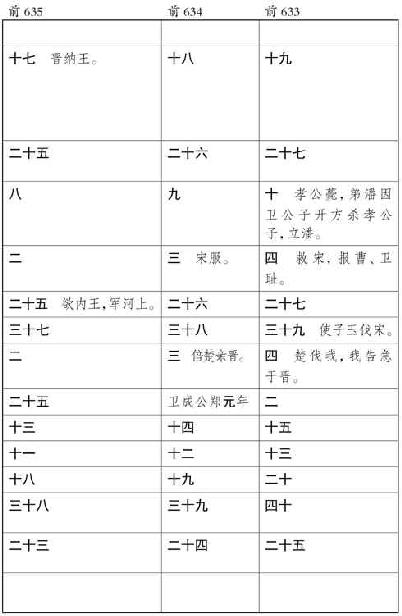 前 635 前 634 前 633
十七 晋纳王。 十八 十九
二十五 二十六 二十七
八 九 十 孝公薨，弟潘因
卫公子开方杀孝公
子，立潘。
二 三 宋服。 四 救宋，报曹、卫
耻。
二十五 欲内王，军河上。 二十六 二十七
三十七 三十八 三十九 使子玉伐宋。
二 三 倍楚亲晋。 四 楚伐我，我告急
于晋。
二十五 卫成公郑元年 二
十三 十四 十五
十一 十二 十三
十八 十九 二十
三十八 三十九 四十
二十三 二十四 二十五